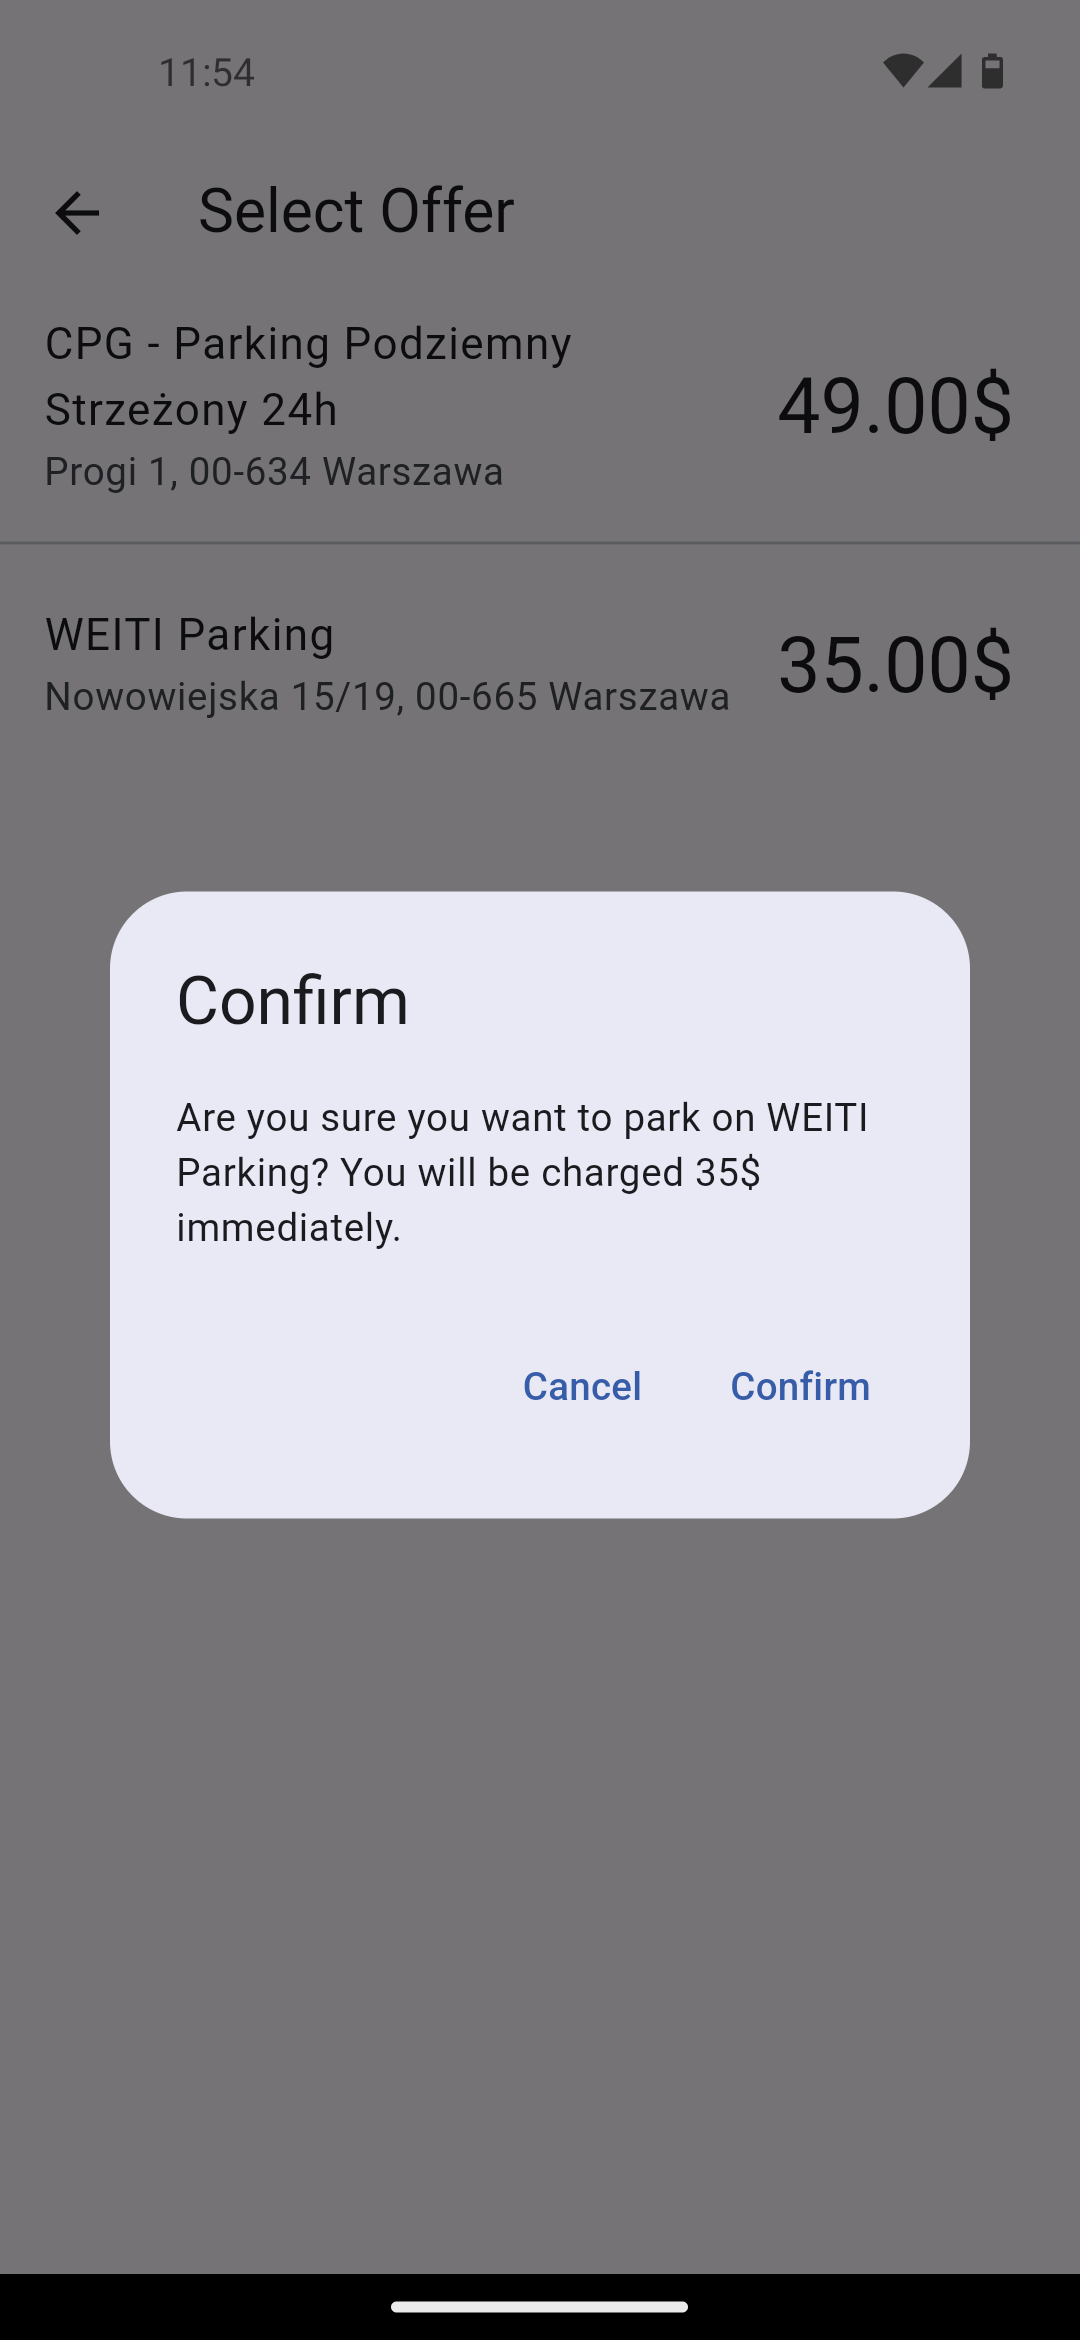 11:54
Select Offer
CPG - Parking Podziemny
Strzeżony 24h
Progi 1, 00-634 Warszawa
49.00$
WEITI Parking
Nowowiejska 15/19, 00-665 Warszawa
35.00$
Confirm
Are you sure you want to park on WEITI
Parking? You will be charged 35$
immediately.
Cancel Confirm